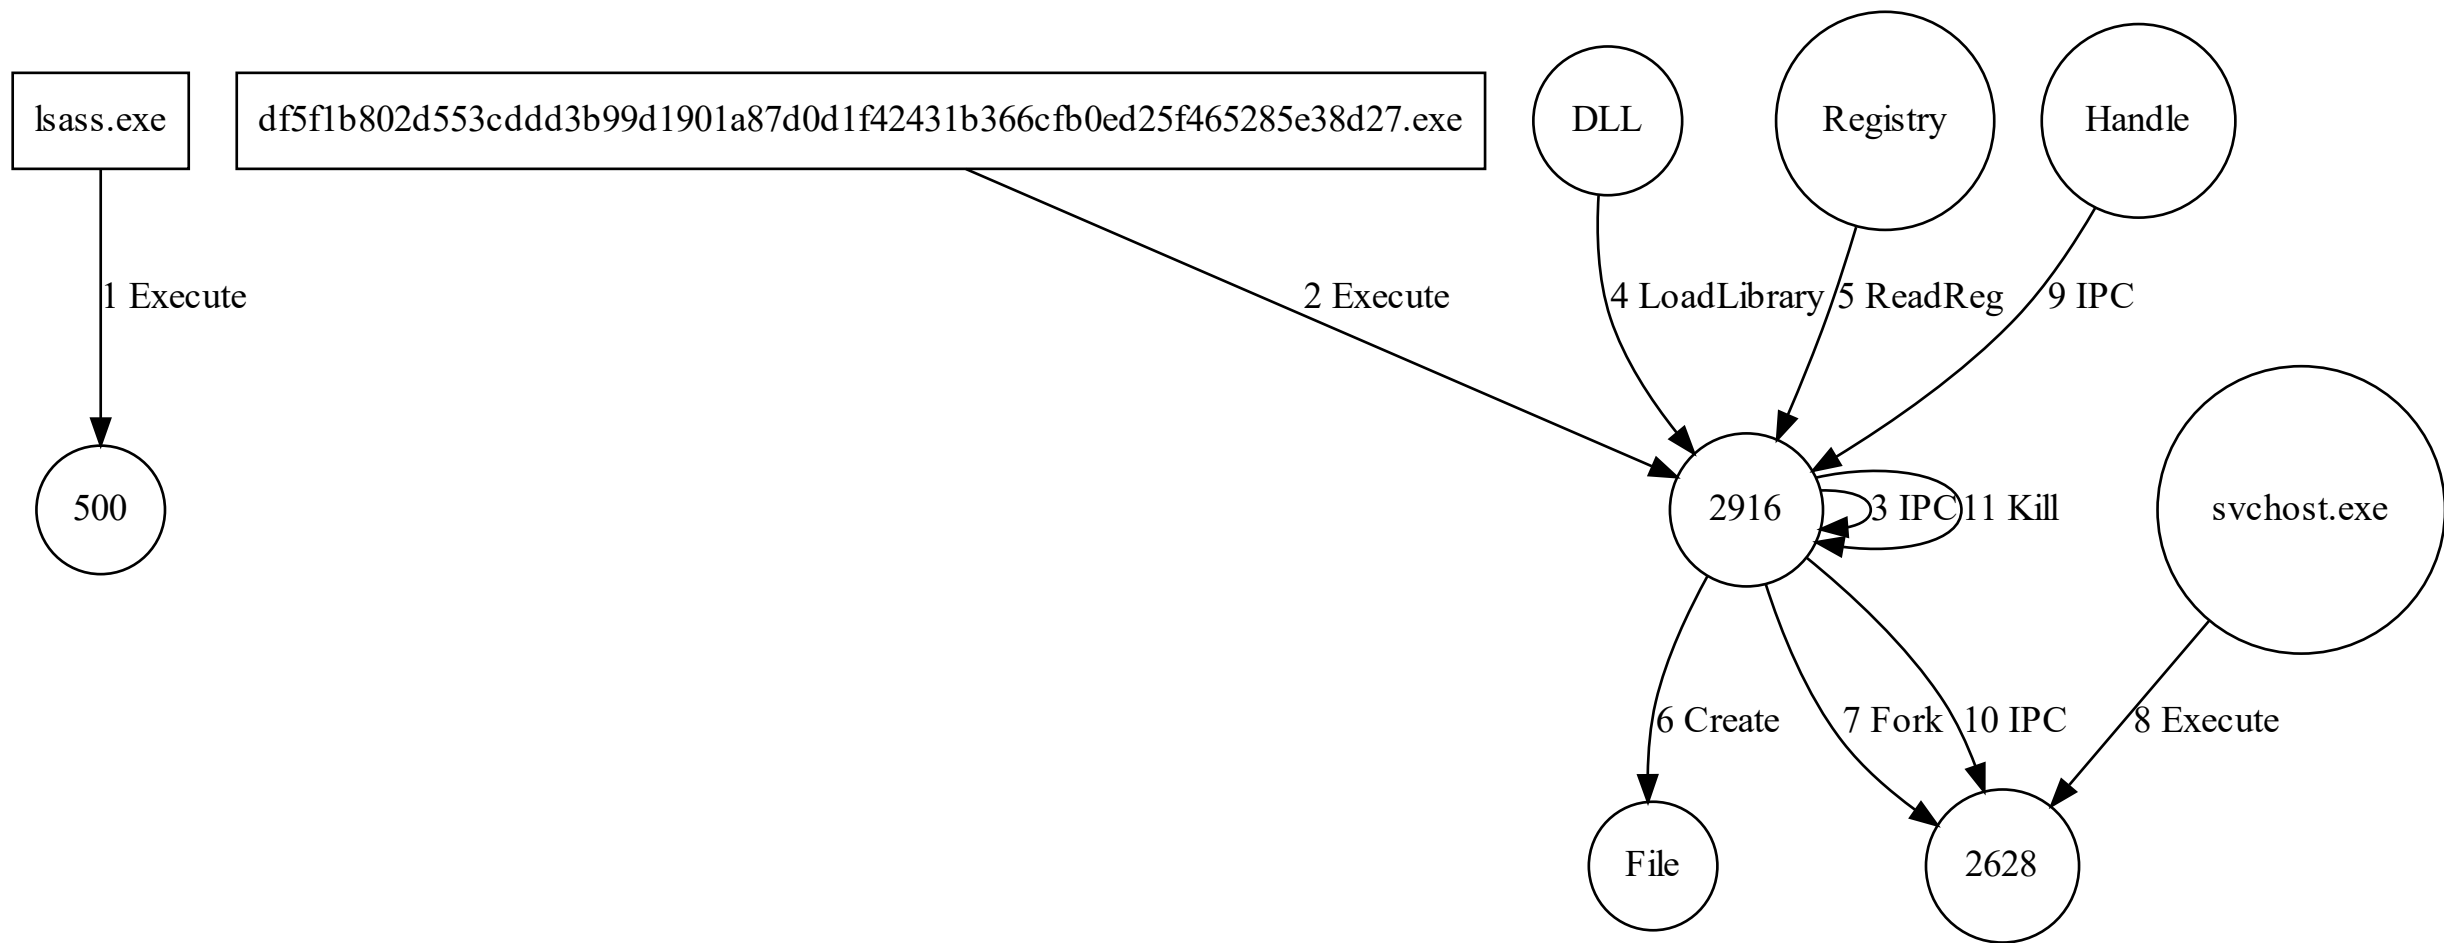 lsass.exe
df5f1b802d553cddd3b99d1901a87d0d1f42431b366cfb0ed25f465285e38d27.exe
DLL
Registry
Handle
1 Execute
2 Execute
4 LoadLibrary
5 ReadReg
9 IPC
500
2916
3 IPC
11 Kill
svchost.exe
6 Create
7 Fork
10 IPC
8 Execute
File
2628